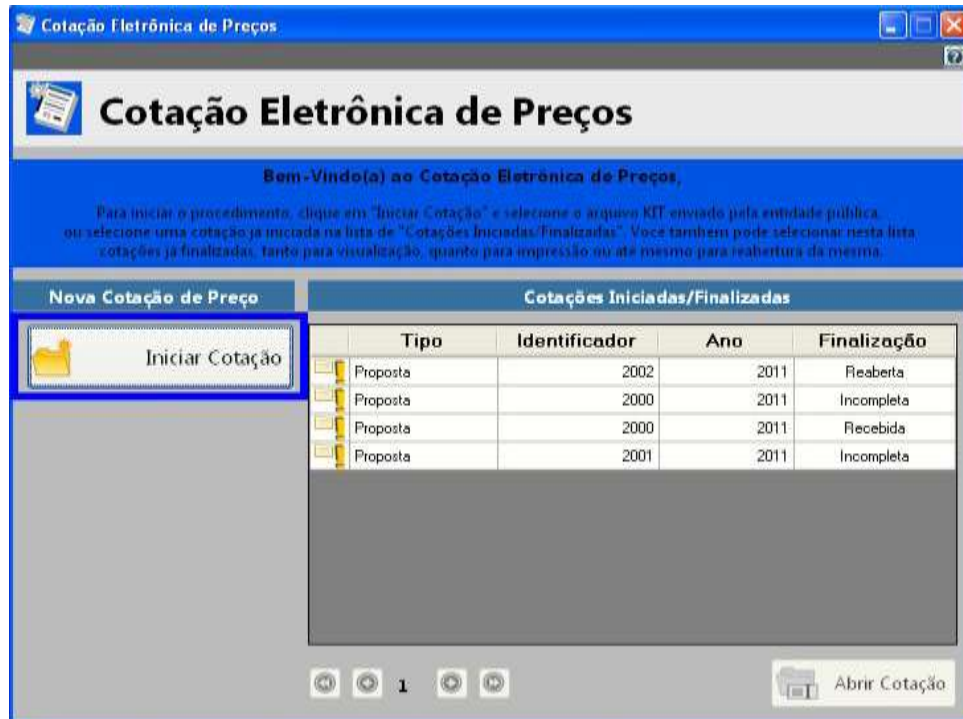 Cotação Eletrônica de Preços
Cotação Eletrônica de Preços
Bem-Vindo(a) ao Cotação Eletrônica de Preços,
Para iniciar o procedimento, clique em "Iniciar Cotação" e selecione o arquivo KIT enviado pela entidade pública,
ou selecione uma cotação já iniciada na lista de "Cotações Iniciadas/Finalizadas". Você tambem pode selecionar nesta lista
cotações já finalizadas, tanto para visualização, quanto para impressão ou até mesmo para reabertura da mesma.
Nova Cotação de Preço
Cotações Iniciadas/Finalizadas
Iniciar Cotação
Tipo Identificador Ano Finalização
Proposta 2002 2011 Reaberta
Proposta 2000 2011 Incompleta
Proposta 2000 2011 Recebida
Proposta 2001 2011 Incompleta
1
Abrir Cotação